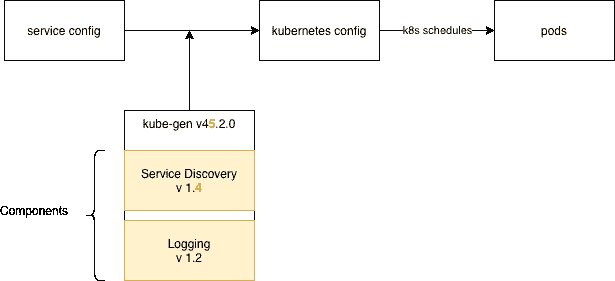 service config
kubernetes config
k8s schedules
pods
kube-gen v45.2.0
Service Discovery
v 1.4
Components
Logging
v 1.2